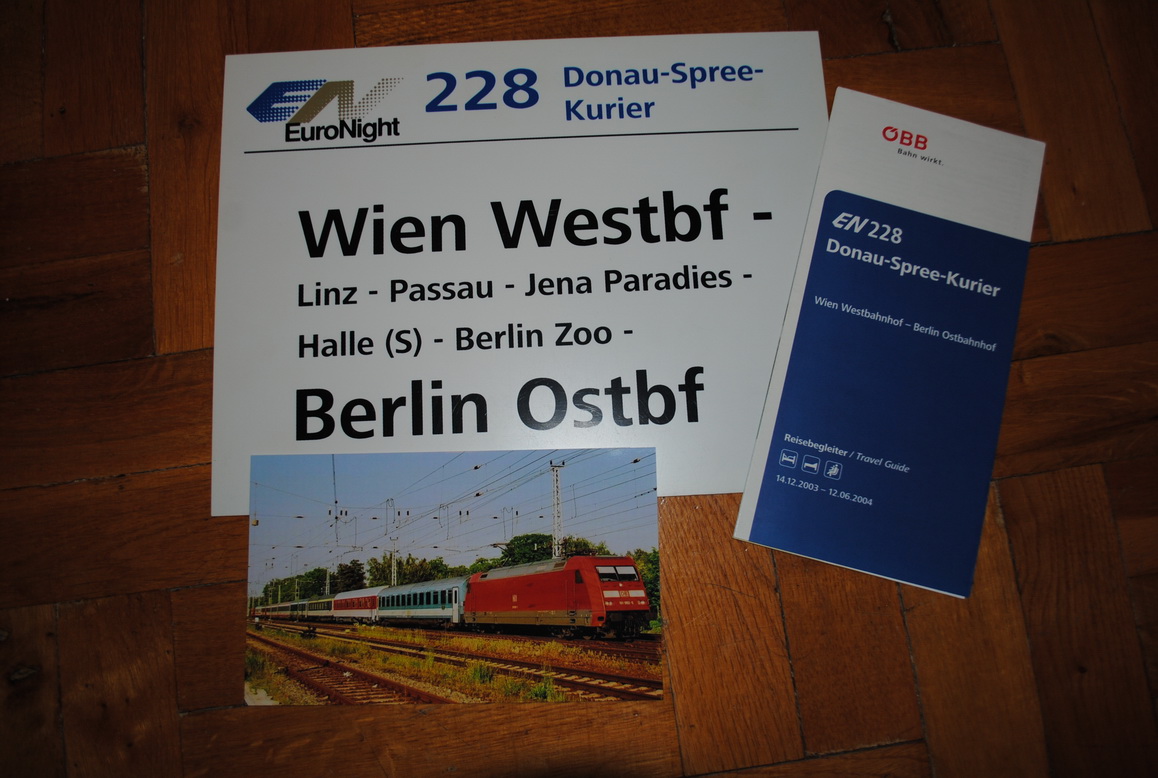 EN
EuroNight
228
Donau-Spree-
Kurier
Wien Westbf -
Linz - Passau - Jena Paradies -
Halle (S) - Berlin Zoo -
Berlin Ostbf
ÖBB
Bahn wirkt.
EN 228
Donau-Spree-Kurier
Wien Westbahnhof – Berlin Ostbahnhof
Reisebegleiter / Travel Guide
14.12.2003 – 12.06.2004